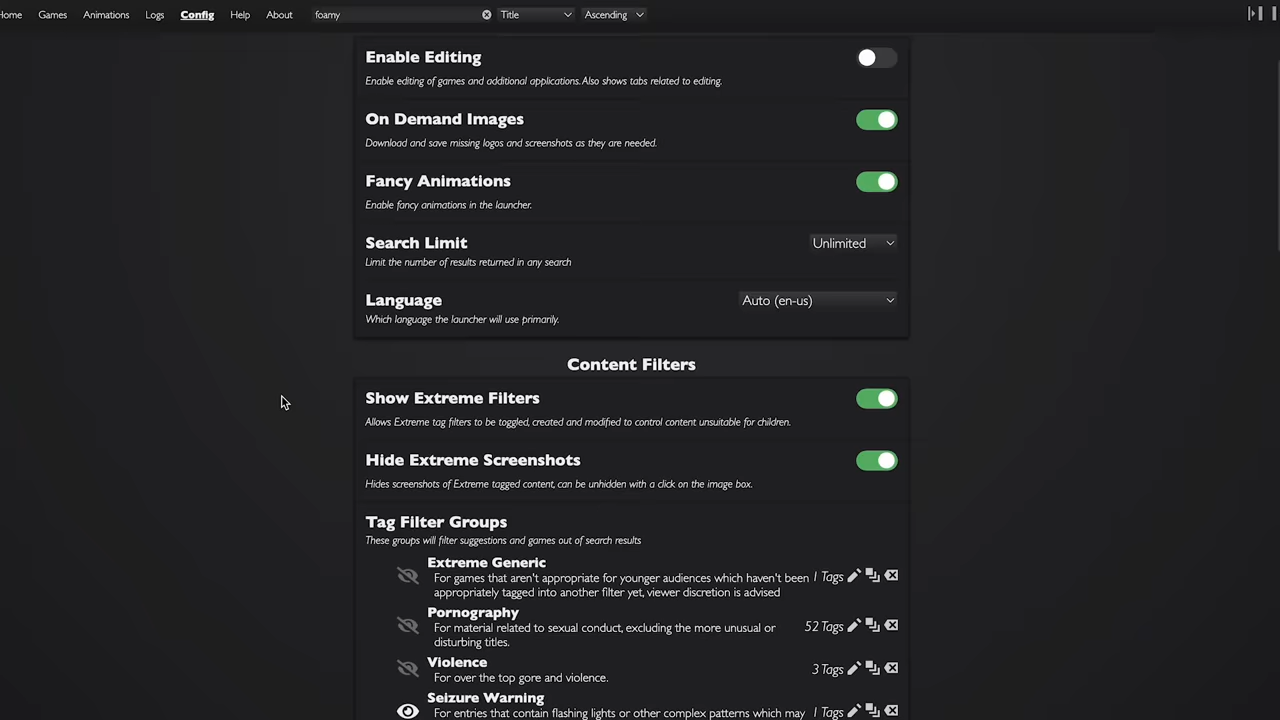 Home Games Animations Logs Config Help About foamy Title Ascending
Enable Editing
Enable editing of games and additional applications. Also shows tabs related to editing.
On Demand Images
Download and save missing logos and screenshots as they are needed.
Fancy Animations
Enable fancy animations in the launcher.
Search Limit Unlimited
Limit the number of results returned in any search
Language Auto (en-us)
Which language the launcher will use primarily.
Content Filters
Show Extreme Filters
Allows Extreme tag filters to be toggled, created and modified to control content unsuitable for children.
Hide Extreme Screenshots
Hides screenshots of Extreme tagged content, can be unhidden with a click on the image box.
Tag Filter Groups
These groups will filter suggestions and games out of search results
Extreme Generic
For games that aren't appropriate for younger audiences which haven't been 1 Tags
appropriately tagged into another filter yet, viewer discretion is advised
Pornography
For material related to sexual conduct, excluding the more unusual or 52 Tags
disturbing titles.
Violence
For over the top gore and violence. 3 Tags
Seizure Warning
For entries that contain flashing lights or other complex patterns which may 1 Tags